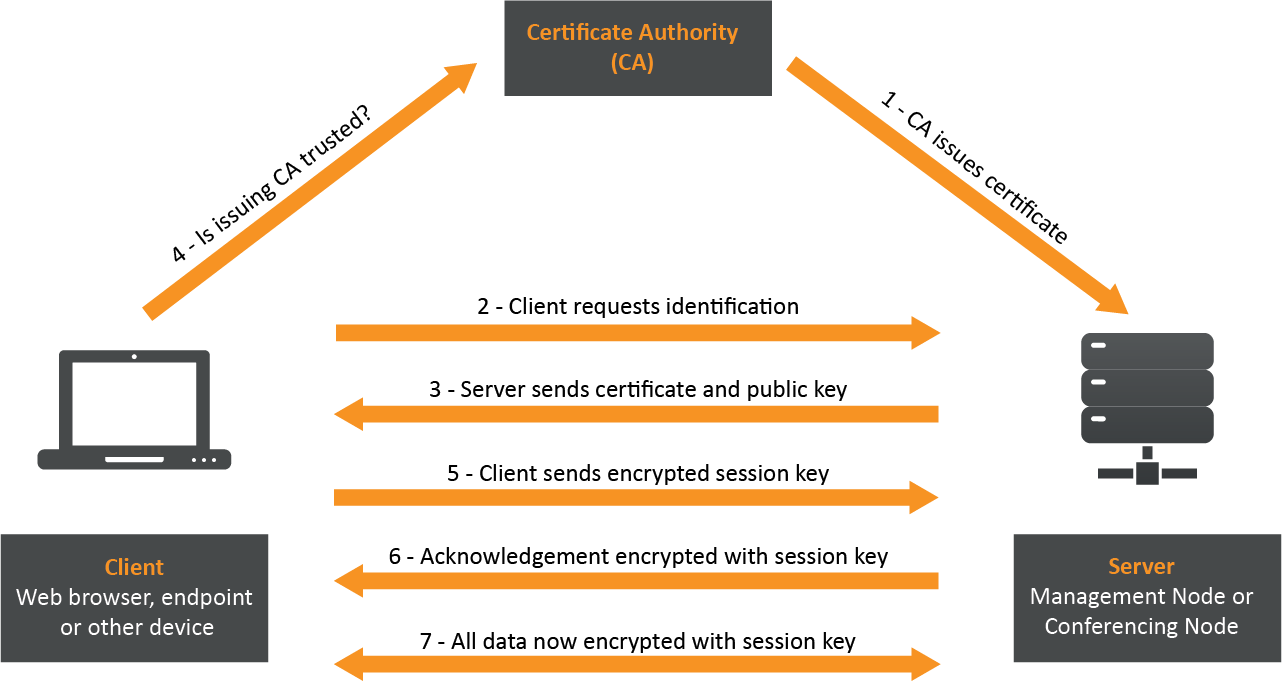 Certificate Authority
(CA)
4 - Is issuing CA trusted?
1 - CA issues certificate
2 - Client requests identification
3 - Server sends certificate and public key
5 - Client sends encrypted session key
6 - Acknowledgement encrypted with session key
7 - All data now encrypted with session key
Client
Web browser, endpoint
or other device
Server
Management Node or
Conferencing Node